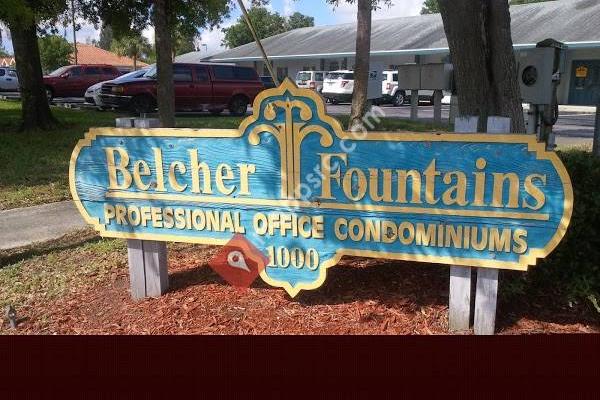 Belcher Fountains
PROFESSIONAL OFFICE CONDOMINIUMS
1000